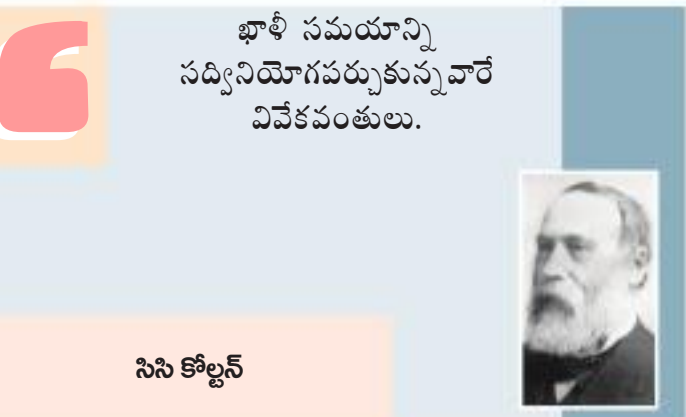 ఖాళీ సమయాన్ని
సద్వినియోగపర్చుకున్నవారే
వివేకవంతులు.
సిసి కోల్టన్